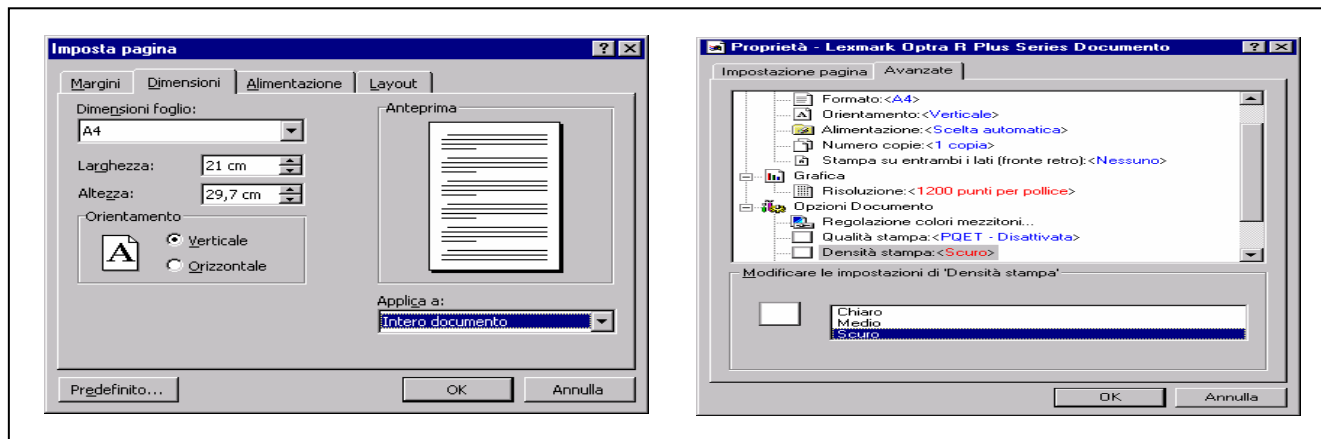 Imposta pagina
Margini Dimensioni Alimentazione Layout
Dimensioni foglio:
A4
Larghezza: 21 cm
Altezza: 29,7 cm
Orientamento
A
Verticale
Orizzontale
Anteprima
Applica a:
Intero documento
Predefinito... OK Annulla
Proprietà - Lexmark Optra R Plus Series Documento
Impostazione pagina Avanzate
Formato:<A4>
Orientamento:<Verticale>
Alimentazione:<Scelta automatica>
Numero copie:<1 copia>
Stampa su entrambi i lati (fronte retro):<Nessuno>
Grafica
Risoluzione:<1200 punti per pollice>
Opzioni Documento
Regolazione colori mezzitoni...
Qualità stampa:<PQET - Disattivata>
Densità stampa:<Scuro>
Modificare le impostazioni di 'Densità stampa'
Chiaro
Medio
Scuro
OK Annulla